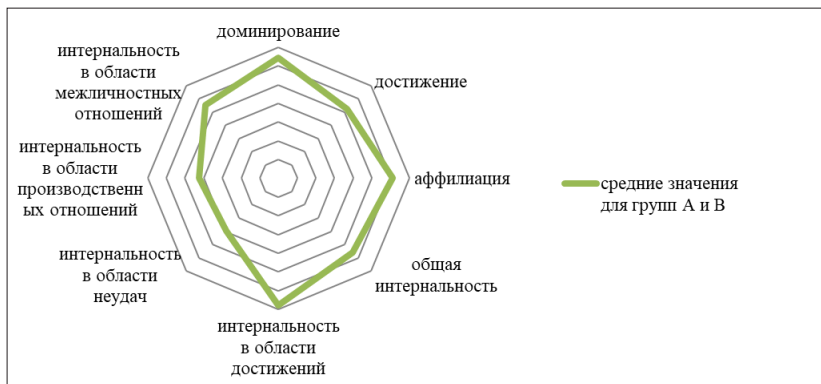 доминирование
достижение
аффилиация
общая
интернальность
интернальность
в области
достижений
интернальность
в области
неудач
интернальность
в области
производственн
ых отношений
интернальность
в области
межличностных
отношений
средние значения
для групп А и В